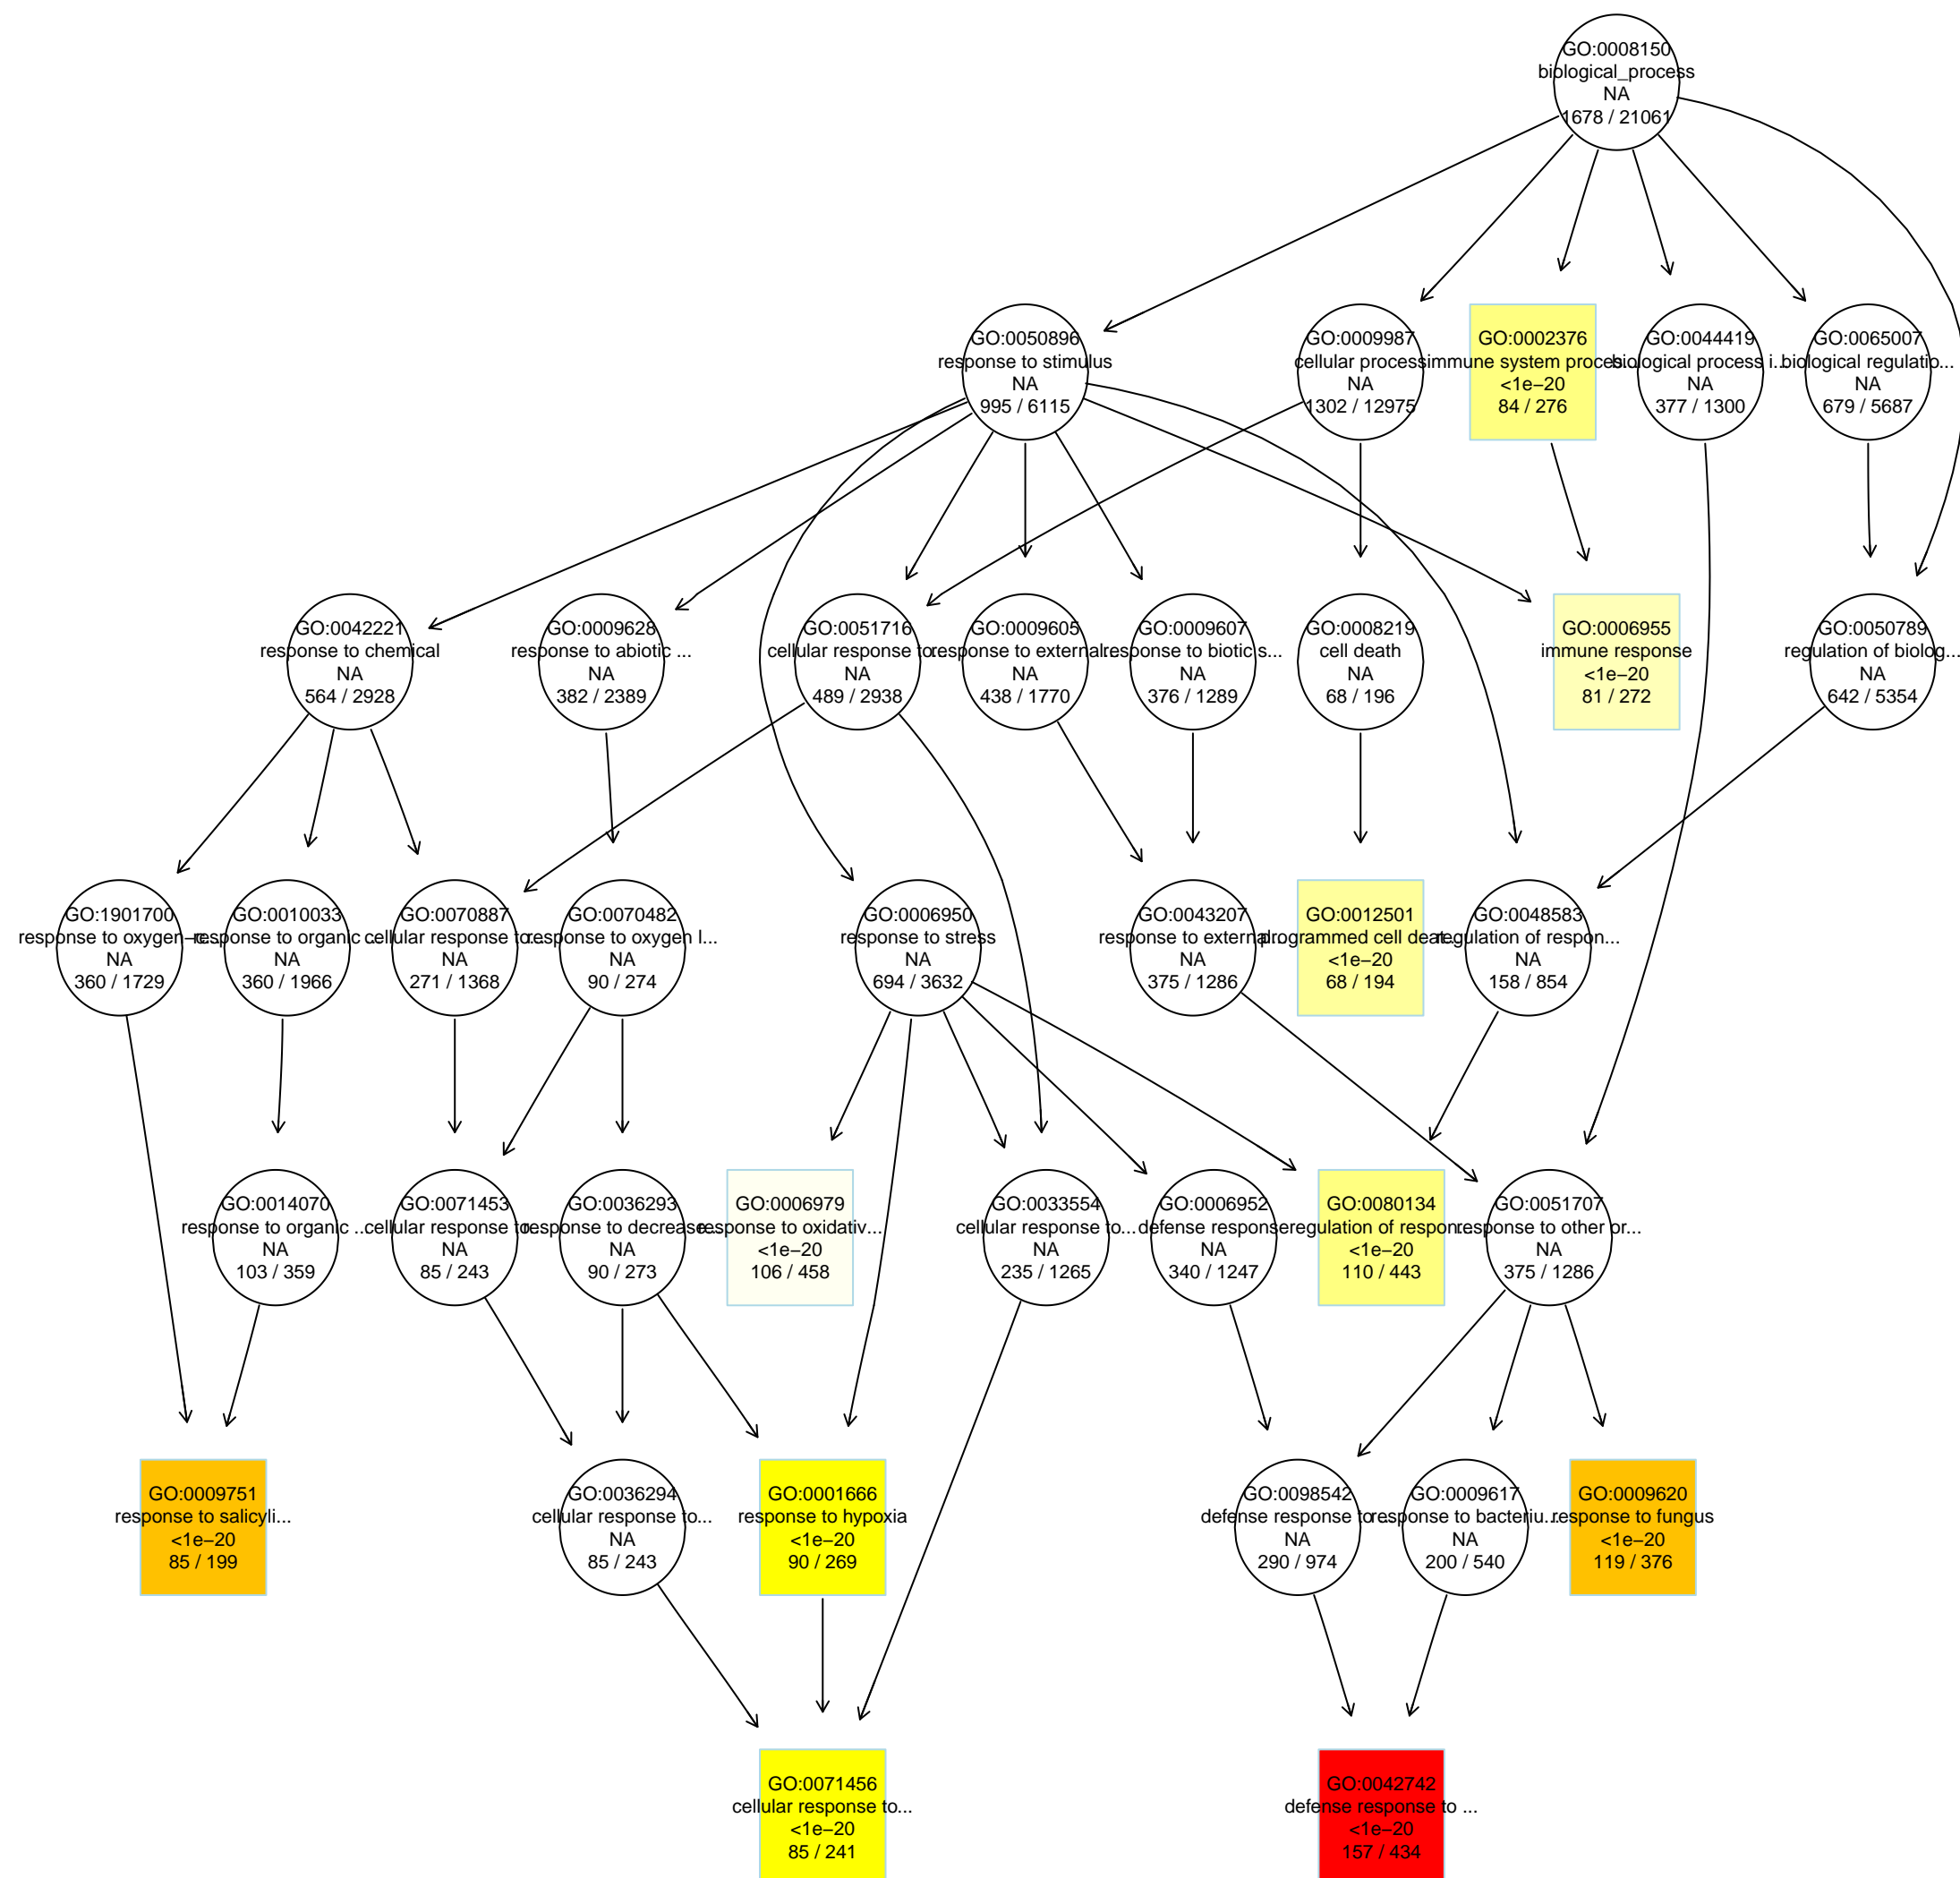 GO:0008150
biological_process
NA
1678 / 21061
GO:0050896
response to stimulus
NA
995 / 6115
GO:0009987
cellular process
NA
1302 / 12975
GO:0002376
immune system proces...
<1e−20
84 / 276
GO:0044419
biological process i...
NA
377 / 1300
GO:0065007
biological regulatio...
NA
679 / 5687
GO:0042221
response to chemical
NA
564 / 2928
GO:0009628
response to abiotic ...
NA
382 / 2389
GO:0051716
cellular response to...
NA
489 / 2938
GO:0009605
response to external...
NA
438 / 1770
GO:0009607
response to biotic s...
NA
376 / 1289
GO:0008219
cell death
NA
68 / 196
GO:0006955
immune response
<1e−20
81 / 272
GO:0050789
regulation of biolog...
NA
642 / 5354
GO:1901700
response to oxygen−c...
NA
360 / 1729
GO:0010033
response to organic ...
NA
360 / 1966
GO:0070887
cellular response to...
NA
271 / 1368
GO:0070482
response to oxygen l...
NA
90 / 274
GO:0006950
response to stress
NA
694 / 3632
GO:0043207
response to external...
NA
375 / 1286
GO:0012501
programmed cell deat...
<1e−20
68 / 194
GO:0048583
regulation of respon...
NA
158 / 854
GO:0014070
response to organic ...
NA
103 / 359
GO:0071453
cellular response to...
NA
85 / 243
GO:0036293
response to decrease...
NA
90 / 273
GO:0006979
response to oxidativ...
<1e−20
106 / 458
GO:0033554
cellular response to...
NA
235 / 1265
GO:0006952
defense response
NA
340 / 1247
GO:0080134
regulation of respon...
<1e−20
110 / 443
GO:0051707
response to other or...
NA
375 / 1286
GO:0009751
response to salicyli...
<1e−20
85 / 199
GO:0036294
cellular response to...
NA
85 / 243
GO:0001666
response to hypoxia
<1e−20
90 / 269
GO:0098542
defense response to ...
NA
290 / 974
GO:0009617
response to bacteriu...
NA
200 / 540
GO:0009620
response to fungus
<1e−20
119 / 376
GO:0071456
cellular response to...
<1e−20
85 / 241
GO:0042742
defense response to ...
<1e−20
157 / 434